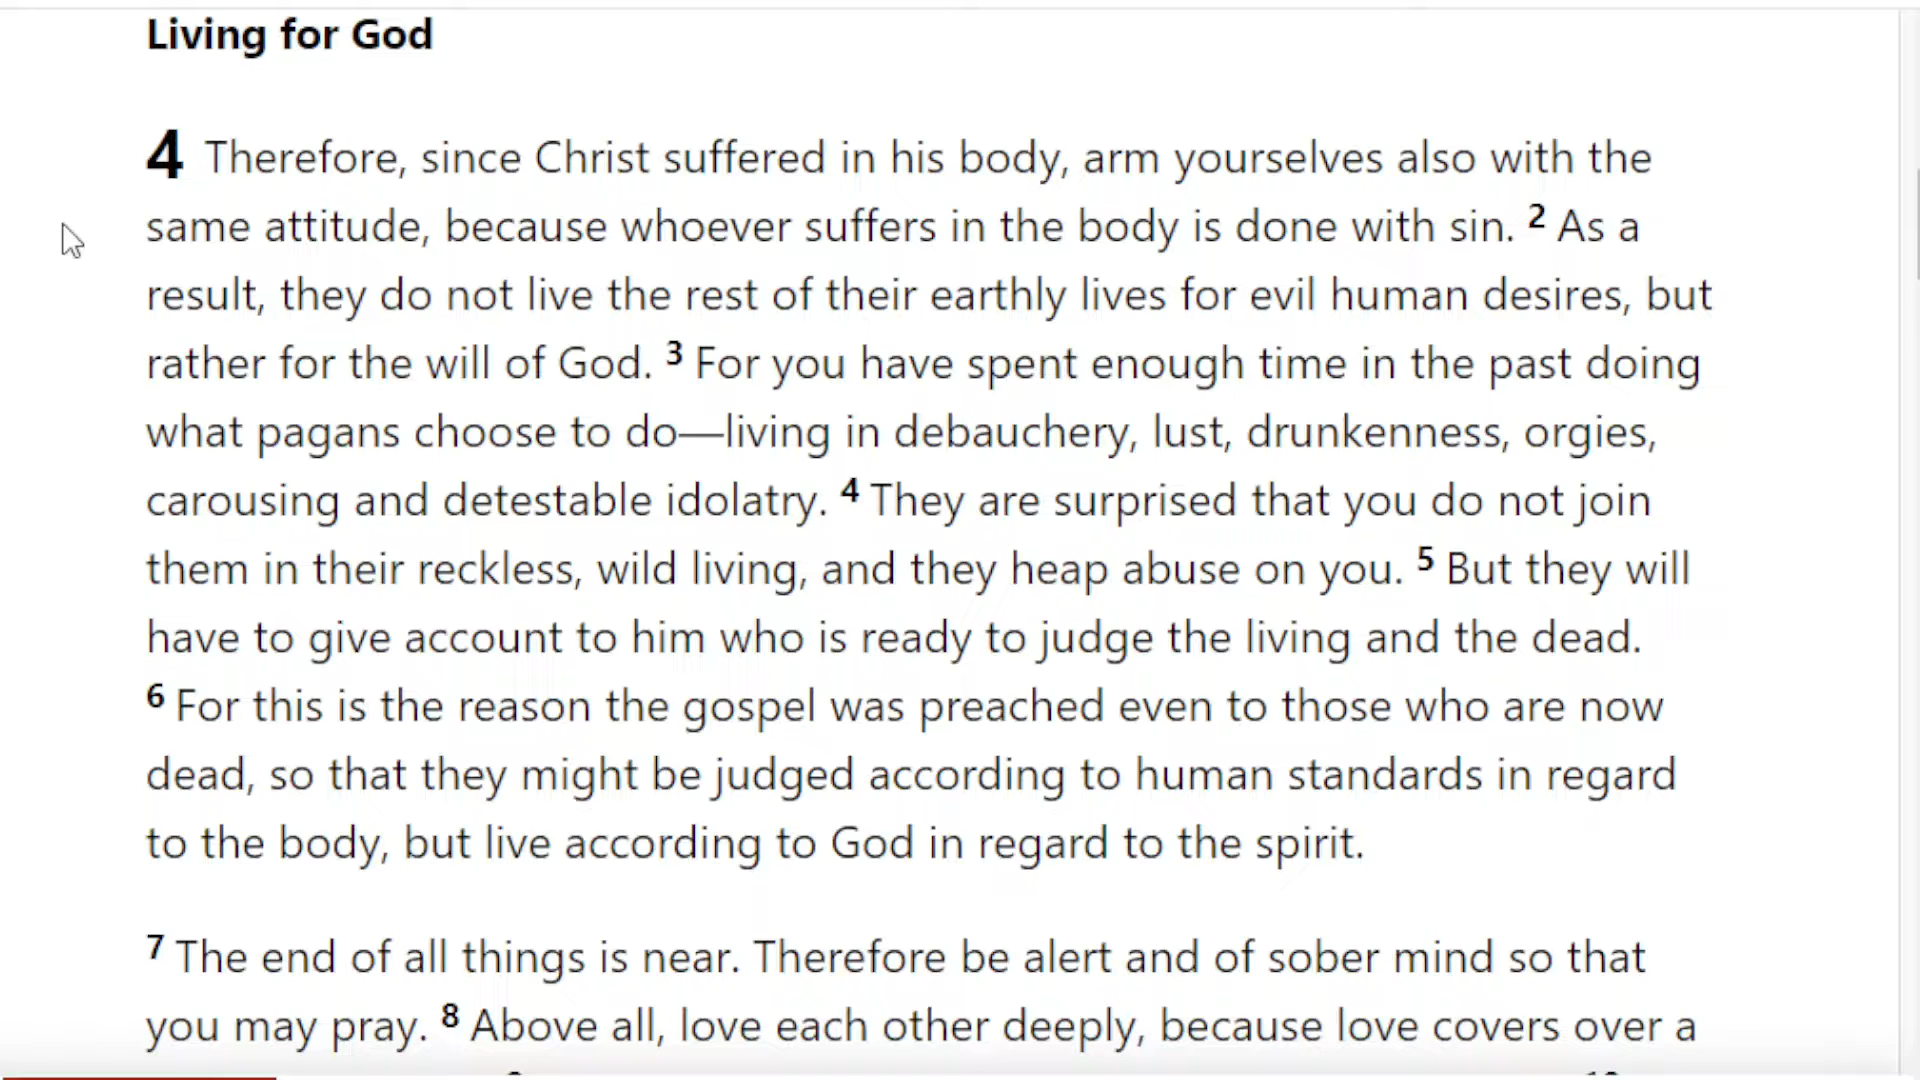 Living for God
4 Therefore, since Christ suffered in his body, arm yourselves also with the
same attitude, because whoever suffers in the body is done with sin. 2 As a
result, they do not live the rest of their earthly lives for evil human desires, but
rather for the will of God. 3 For you have spent enough time in the past doing
what pagans choose to do—living in debauchery, lust, drunkenness, orgies,
carousing and detestable idolatry. 4 They are surprised that you do not join
them in their reckless, wild living, and they heap abuse on you. 5 But they will
have to give account to him who is ready to judge the living and the dead.
6 For this is the reason the gospel was preached even to those who are now
dead, so that they might be judged according to human standards in regard
to the body, but live according to God in regard to the spirit.
7 The end of all things is near. Therefore be alert and of sober mind so that
you may pray. 8 Above all, love each other deeply, because love covers over a